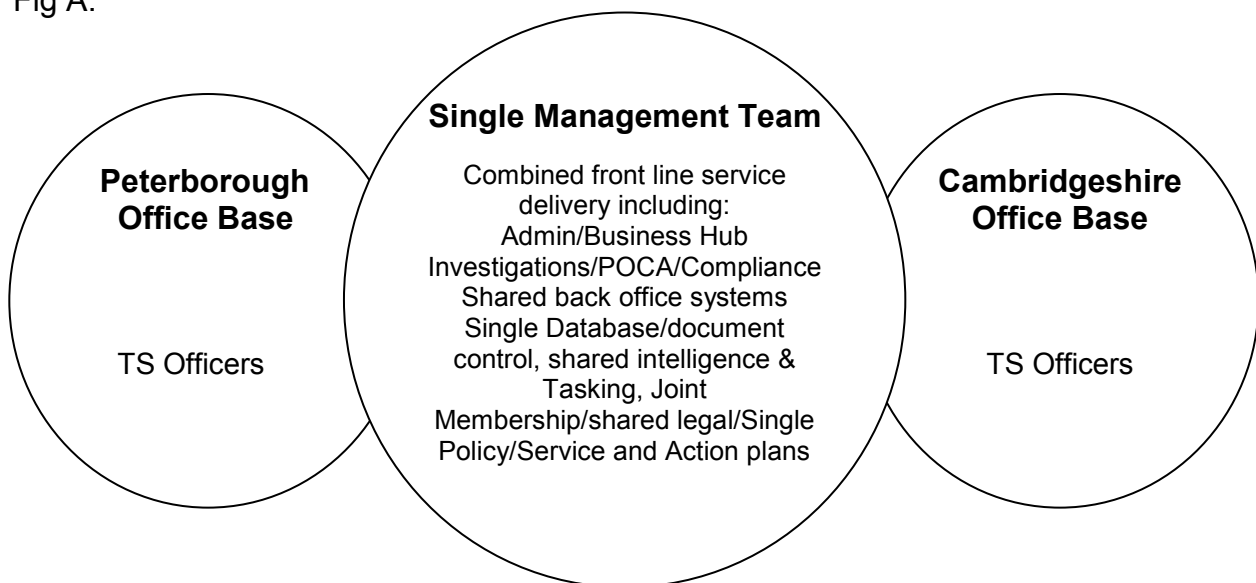 Fig A.
Peterborough
Office Base
TS Officers
Single Management Team
Combined front line service
delivery including:
Admin/Business Hub
Investigations/POCA/Compliance
Shared back office systems
Single Database/document
control, shared intelligence &
Tasking, Joint
Membership/shared legal/Single
Policy/Service and Action plans
Cambridgeshire
Office Base
TS Officers